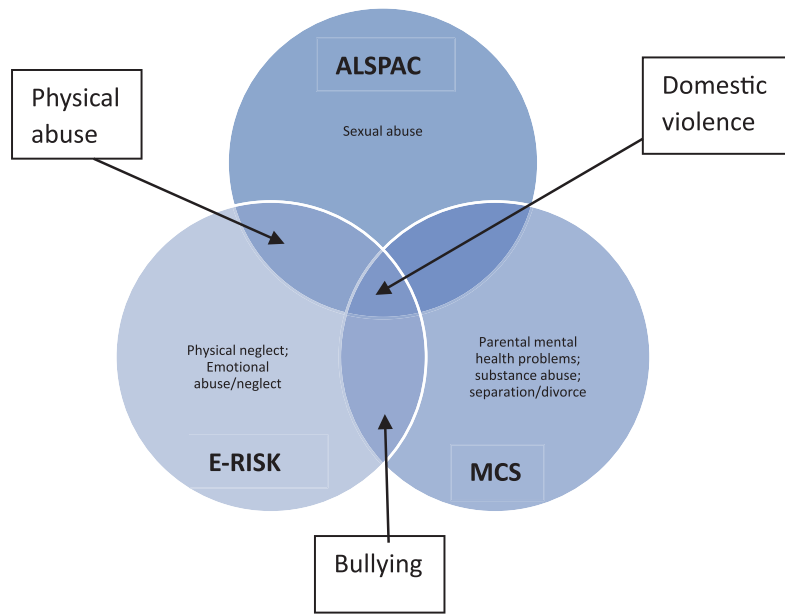 ALSPAC
Physical
abuse
Domestic
violence
Sexual abuse
Physical neglect;
Emotional
abuse/neglect
Parental mental
health problems;
substance abuse;
separation/divorce
E-RISK
MCS
Bullying